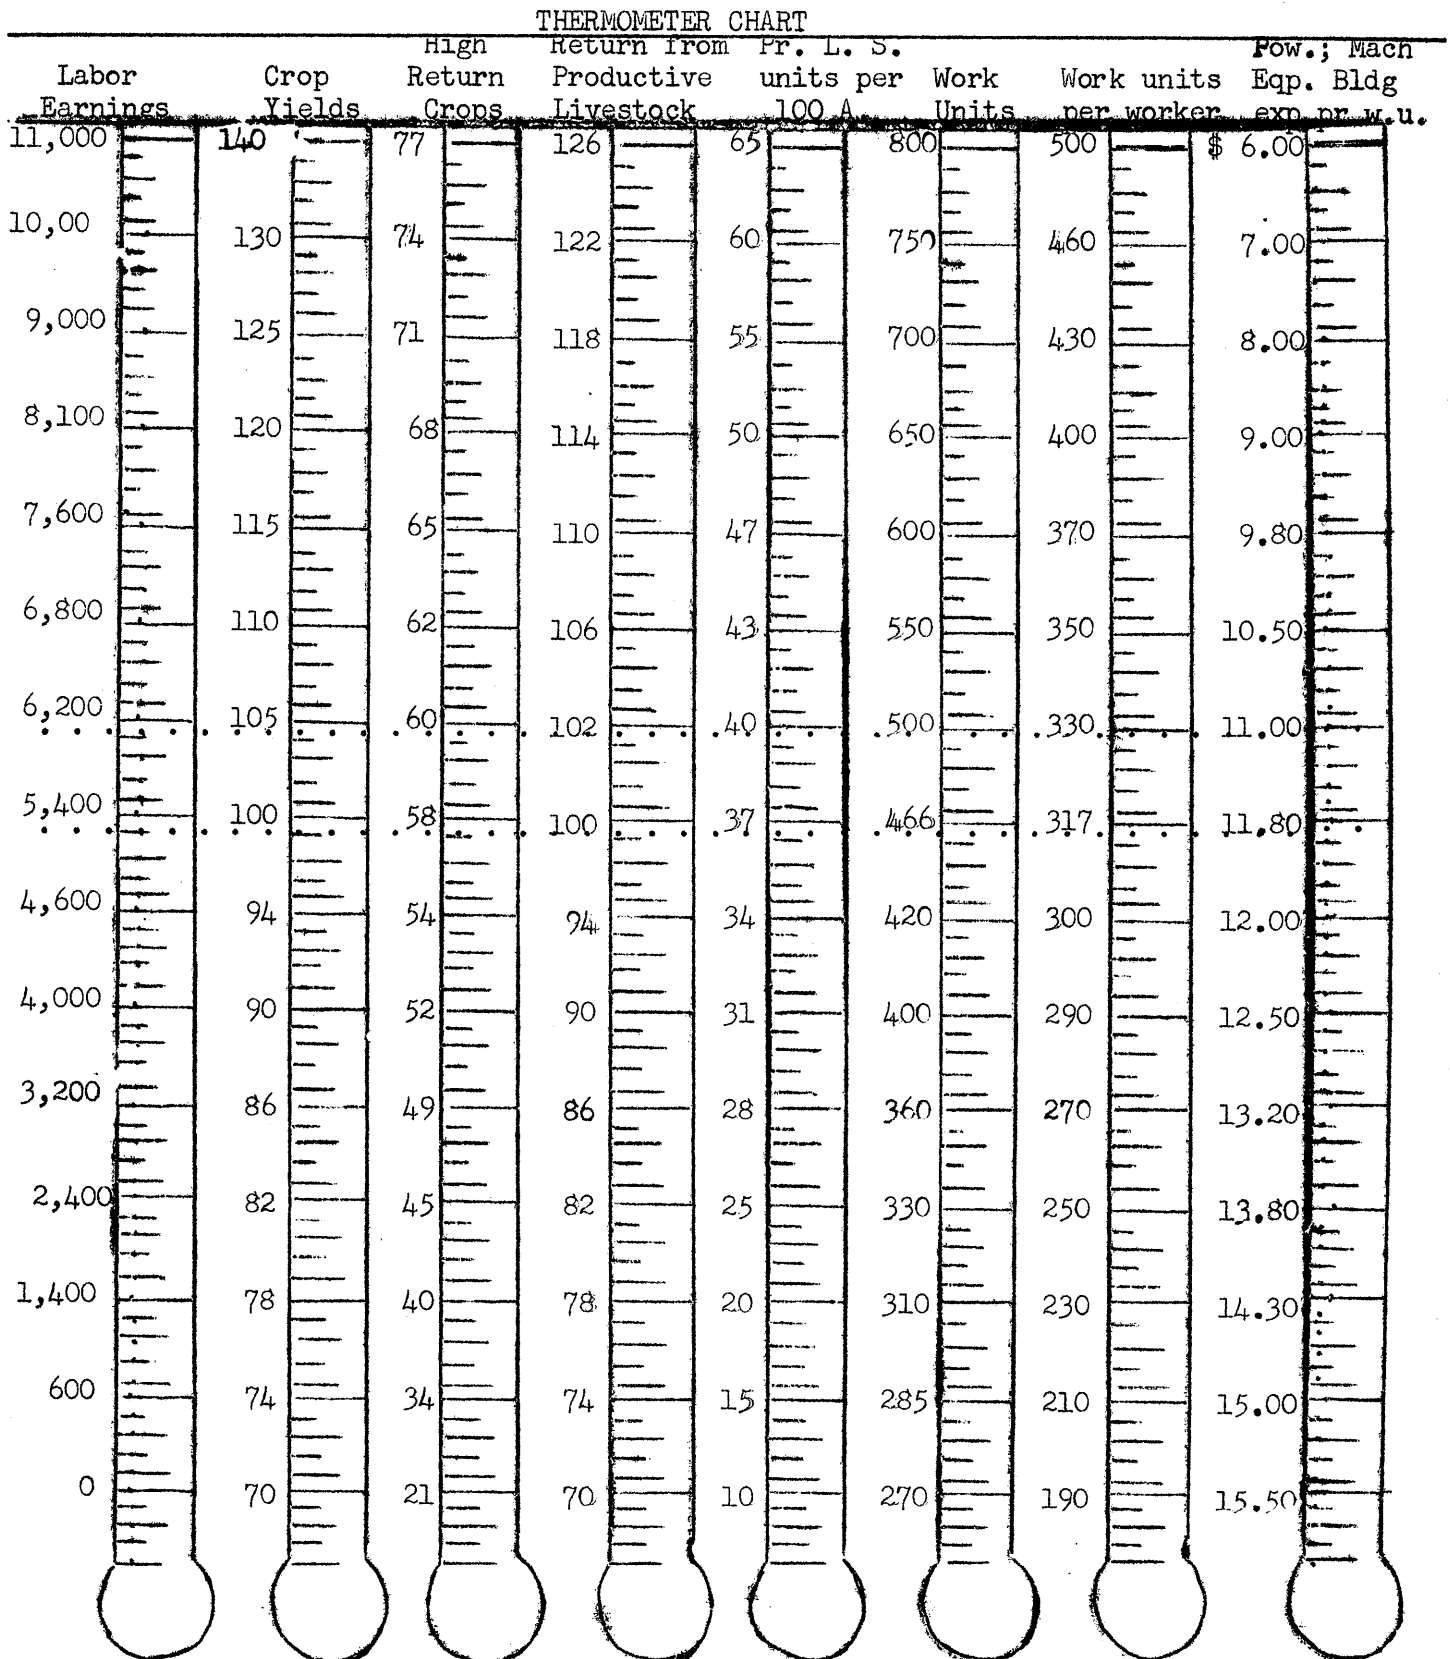 THERMOMETER CHART
High Return from Pr. L. S. Pow.; Mach
Labor Crop Return Productive units per Work Work units Eqp. Bldg
Earnings Yields Crops Livestock 100 A. Units per worker exp pr w.u.
11,000 140 77 126 65 800 500 $ 6.00
10,00 130 74 122 60 750 460 7.00
9,000 125 71 118 55 700 430 8.00
8,100 120 68 114 50 650 400 9.00
7,600 115 65 110 47 600 370 9.80
6,800 110 62 106 43 550 350 10.50
6,200 105 60 102 40 500 330 11.00
5,400 100 58 100 37 466 317 11.80
4,600 94 54 94 34 420 300 12.00
4,000 90 52 90 31 400 290 12.50
3,200 86 49 86 28 360 270 13.20
2,400 82 45 82 25 330 250 13.80
1,400 78 40 78 20 310 230 14.30
600 74 34 74 15 285 210 15.00
0 70 21 70 10 270 190 15.50